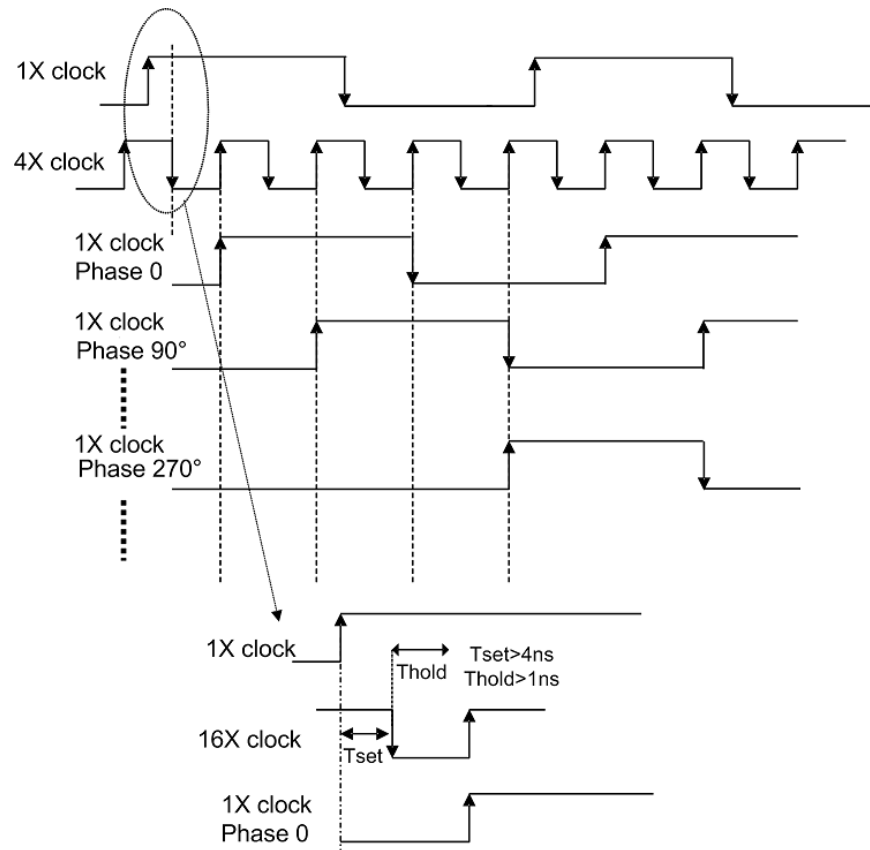 1X clock
4X clock
1X clock
Phase 0
1X clock
Phase 90°
1X clock
Phase 270°
1X clock
Thold
Tset>4ns
Thold>1ns
16X clock
Tset
1X clock
Phase 0